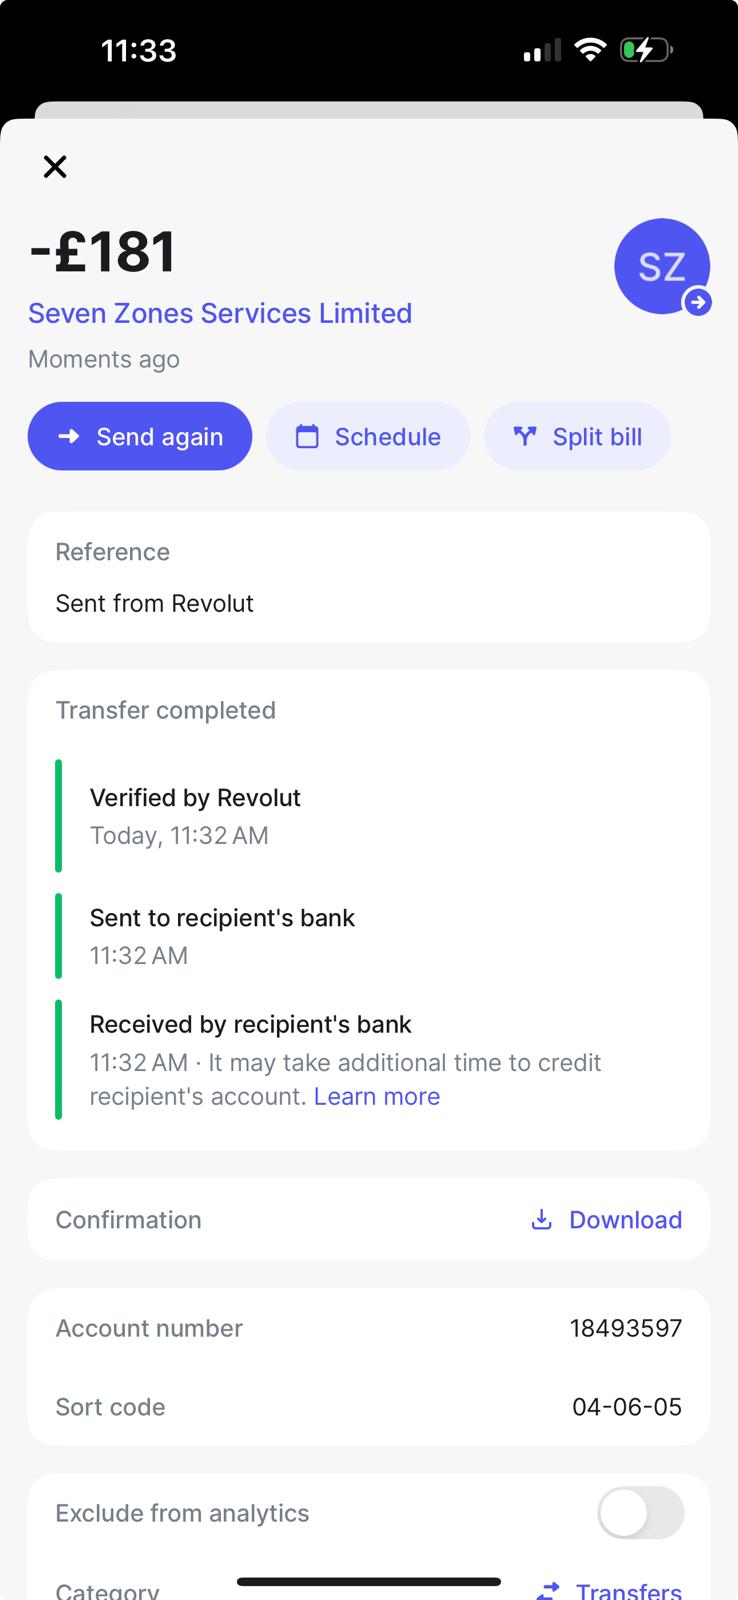 11:33
-£181
SZ
Seven Zones Services Limited
Moments ago
Send again
Schedule
Split bill
Reference
Sent from Revolut
Transfer completed
Verified by Revolut
Today, 11:32 AM
Sent to recipient's bank
11:32 AM
Received by recipient's bank
11:32 AM · It may take additional time to credit
recipient's account. Learn more
Confirmation
Download
Account number
18493597
Sort code
04-06-05
Exclude from analytics
Category
Transfers